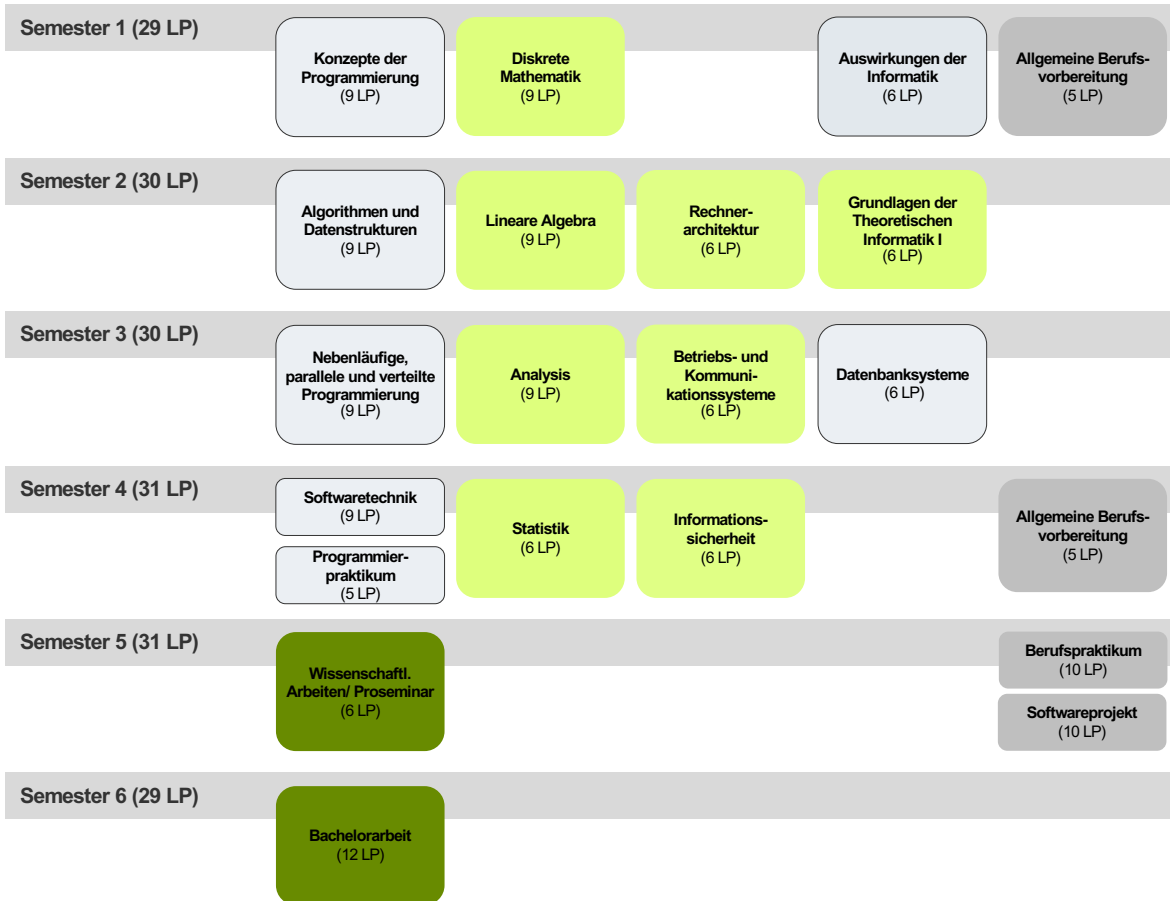 Semester 1 (29 LP)
Konzepte der
Programmierung
(9 LP)
Diskrete
Mathematik
(9 LP)
Auswirkungen der
Informatik
(6 LP)
Allgemeine Berufs-
vorbereitung
(5 LP)
Semester 2 (30 LP)
Algorithmen und
Datenstrukturen
(9 LP)
Lineare Algebra
(9 LP)
Rechner-
architektur
(6 LP)
Grundlagen der
Theoretischen
Informatik I
(6 LP)
Semester 3 (30 LP)
Nebenläufige,
parallele und verteilte
Programmierung
(9 LP)
Analysis
(9 LP)
Betriebs- und
Kommuni-
kationssysteme
(6 LP)
Datenbanksysteme
(6 LP)
Semester 4 (31 LP)
Softwaretechnik
(9 LP)
Programmier-
praktikum
(5 LP)
Statistik
(6 LP)
Informations-
sicherheit
(6 LP)
Allgemeine Berufs-
vorbereitung
(5 LP)
Semester 5 (31 LP)
Wissenschaftl.
Arbeiten/ Proseminar
(6 LP)
Berufspraktikum
(10 LP)
Softwareprojekt
(10 LP)
Semester 6 (29 LP)
Bachelorarbeit
(12 LP)